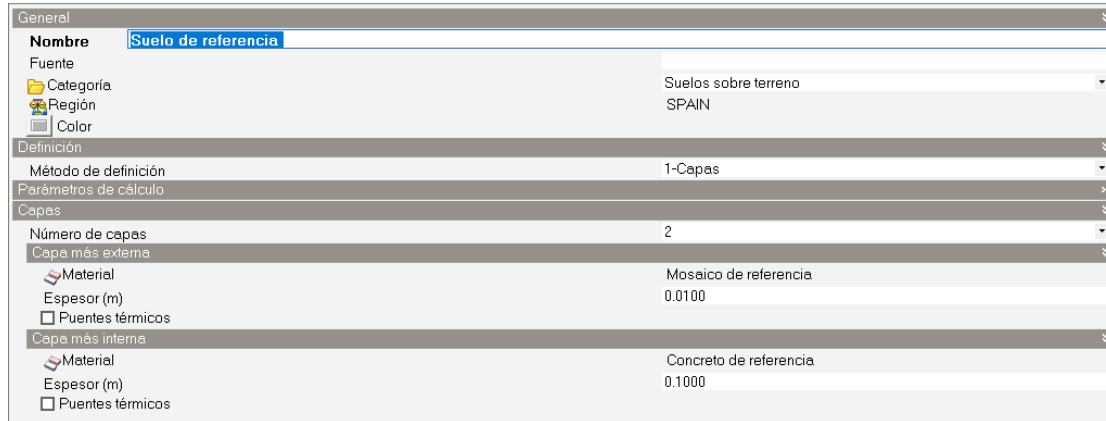 General
Nombre Suelo de referencia
Fuente
Categoría Suelos sobre terreno
Región SPAIN
Color
Definición
Método de definición 1-Capas
Parámetros de cálculo
Capas
Número de capas 2
Capa más externa
Material Mosaico de referencia
Espesor (m) 0.0100
Puentes térmicos
Capa más interna
Material Concreto de referencia
Espesor (m) 0.1000
Puentes térmicos